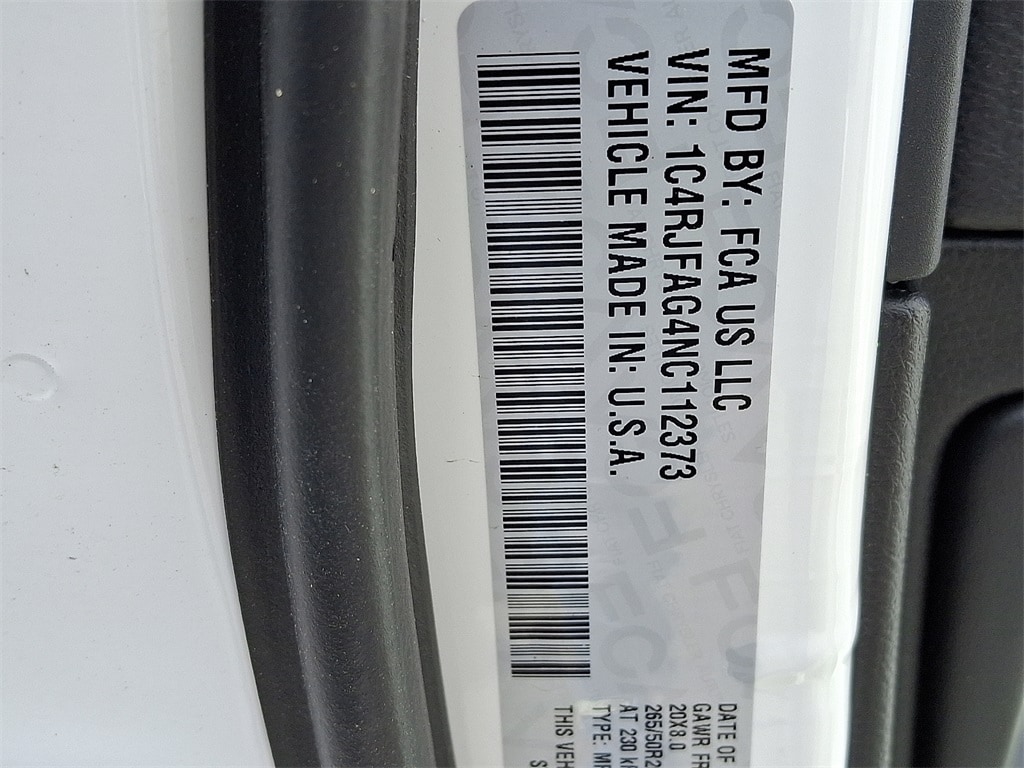 MFD BY: FCA US LLC
VIN: 1C4RJFAG4NC112373
VEHICLE MADE IN: U.S.A.
DATE OF
GAWR FR
20X8.0
265/50R2
AT 230 k
TYPE:
THIS VEH
S